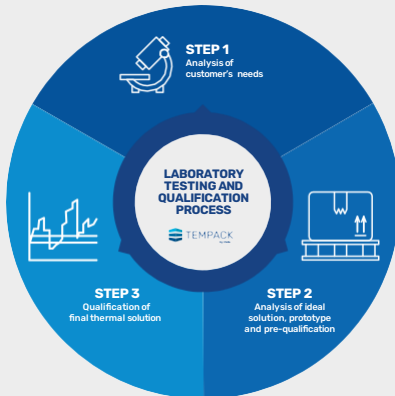 STEP 1
Analysis of
customer's needs
LABORATORY
TESTING AND
QUALIFICATION
PROCESS
TEMPACK
STEP 3
Qualification of
final thermal solution
STEP 2
Analysis of ideal
solution, prototype
and pre-qualification